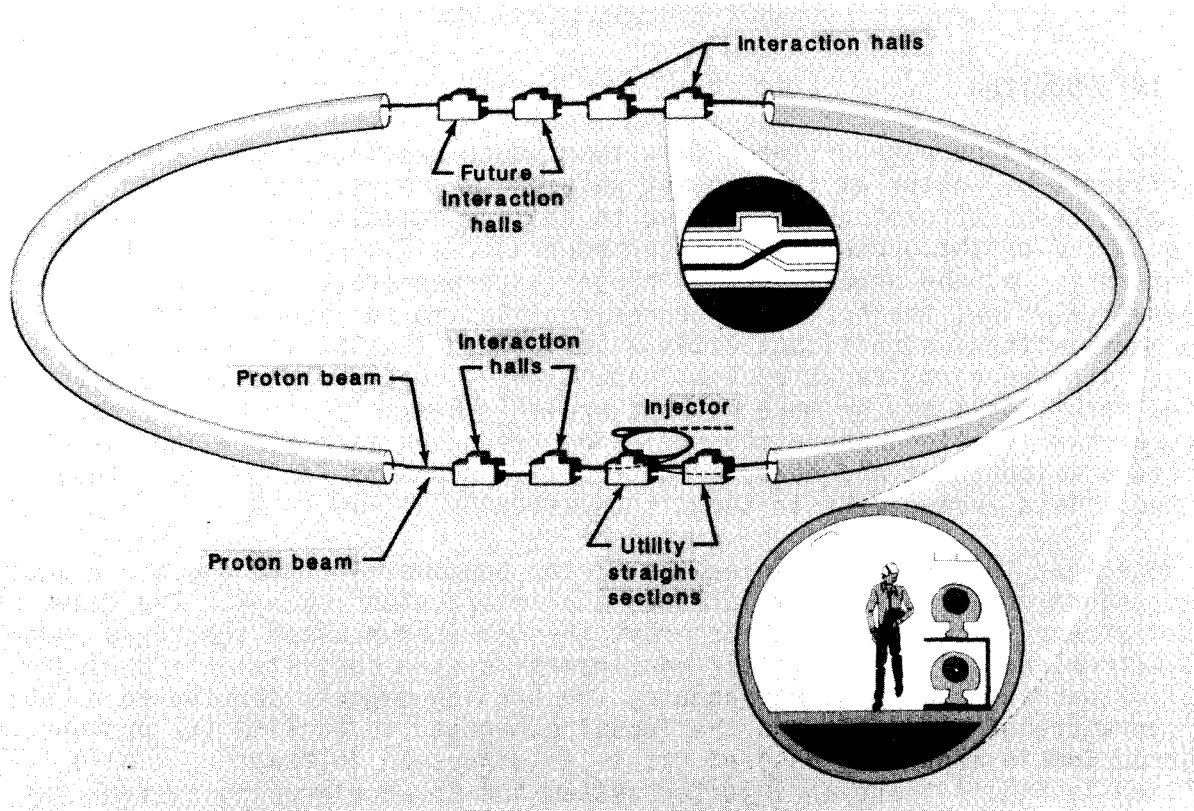 Interaction halls
Future
interaction
halls
Interaction
halls
Proton beam
Injector
Proton beam
Utility
straight
sections